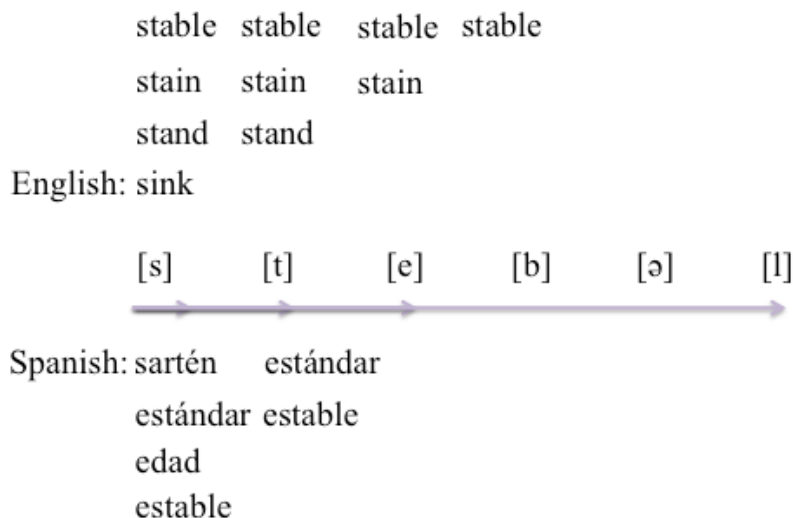 stable stable stable stable
stain stain stain
stand stand
English: sink
[s] [t] [e] [b] [ə] [l]
Spanish: sartén estándar
estándar estable
edad
estable